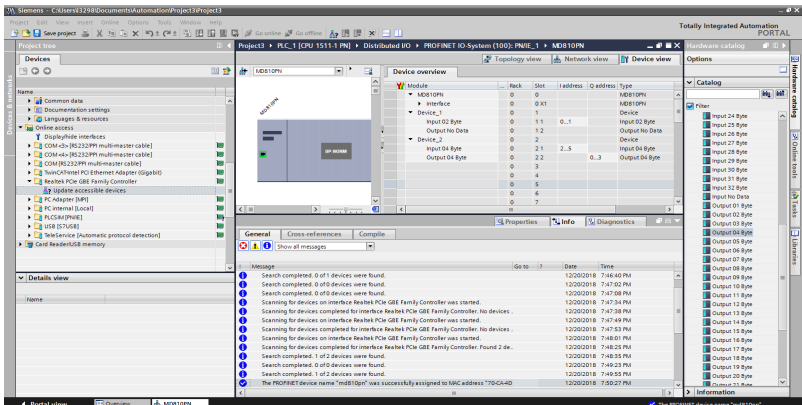 Siemens - C:\Users\3298\Documents\Automation\Project3\Project3
Project Edit View Insert Online Options Tools Window Help
Totally Integrated Automation
PORTAL
Save project
Go online
Go offline
Project tree
Project3 PLC_1 [CPU 1511-1 PN] Distributed I/O PROFINET IO-System (100): PN/IE_1 MD810PN
Hardware catalog
Devices
Topology view
Network view
Device view
Options
MD810PN
Device overview
Name
Common data
Documentation settings
Languages & resources
Online access
Display/hide interfaces
COM <3> [RS232/PPI multi-master cable]
COM <4> [RS232/PPI multi-master cable]
COM [RS232/PPI multi-master cable]
TwinCAT-Intel PCI Ethernet Adapter (Gigabit)
Realtek PCIe GBE Family Controller
Update accessible devices
PC Adapter [MPI]
PC internal [Local]
PLCSIM [PN/IE]
USB [S7USB]
TeleService [Automatic protocol detection]
Card Reader/USB memory
Details view
Name
MD810PN
DP NORM
Module ... Rack Slot I address Q address Type
MD810PN 0 0 MD810PN
Interface 0 0 X1 MD810PN
Device_1 0 1 Device
Input 02 Byte 0 1 1 0...1 Input 02 Byte
Output No Data 0 1 2 Output No Data
Device_2 0 2 Device
Input 04 Byte 0 2 1 2...5 Input 04 Byte
Output 04 Byte 0 2 2 0...3 Output 04 Byte
0 3
0 4
0 5
0 6
0 7
Properties
Info
Diagnostics
General
Cross-references
Compile
Show all messages
! Message Go to ? Date Time
Search completed. 0 of 1 devices were found. 12/20/2018 7:46:40 PM
Search completed. 0 of 0 devices were found. 12/20/2018 7:47:02 PM
Search completed. 0 of 0 devices were found. 12/20/2018 7:47:08 PM
Scanning for devices on interface Realtek PCIe GBE Family Controller was started. 12/20/2018 7:47:34 PM
Scanning for devices completed for interface Realtek PCIe GBE Family Controller. No devices .. 12/20/2018 7:47:38 PM
Scanning for devices on interface Realtek PCIe GBE Family Controller was started. 12/20/2018 7:47:49 PM
Scanning for devices completed for interface Realtek PCIe GBE Family Controller. No devices .. 12/20/2018 7:47:53 PM
Scanning for devices on interface Realtek PCIe GBE Family Controller was started. 12/20/2018 7:48:01 PM
Scanning for devices completed for interface Realtek PCIe GBE Family Controller. Found 2 de.. 12/20/2018 7:48:25 PM
Search completed. 1 of 2 devices were found. 12/20/2018 7:48:35 PM
Search completed. 0 of 0 devices were found. 12/20/2018 7:49:23 PM
Search completed. 1 of 2 devices were found. 12/20/2018 7:49:55 PM
The PROFINET device name "md810pn" was successfully assigned to MAC address "70-CA-4D 12/20/2018 7:50:27 PM
Catalog
Filter
Input 24 Byte
Input 25 Byte
Input 26 Byte
Input 27 Byte
Input 28 Byte
Input 29 Byte
Input 30 Byte
Input 31 Byte
Input 32 Byte
Input No Data
Output 01 Byte
Output 02 Byte
Output 03 Byte
Output 04 Byte
Output 05 Byte
Output 06 Byte
Output 07 Byte
Output 08 Byte
Output 09 Byte
Output 10 Byte
Output 11 Byte
Output 12 Byte
Output 13 Byte
Output 14 Byte
Output 15 Byte
Output 16 Byte
Output 17 Byte
Output 18 Byte
Output 19 Byte
Output 20 Byte
Output 21 Byte
Information
Devices & networks
Hardware catalog
Online tools
Tasks
Libraries
Portal view
Overview
MD810PN
The PROFINET device name "md810pn"